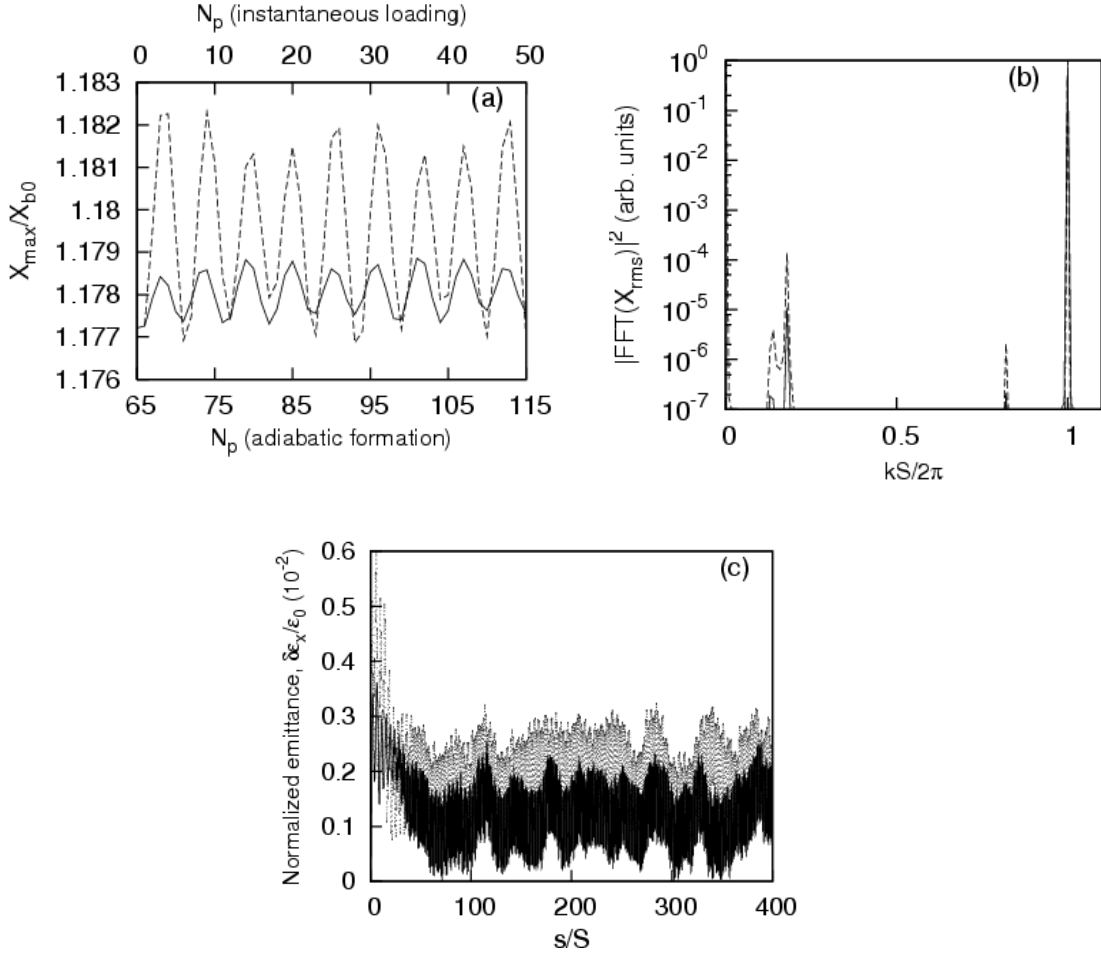 N_p (instantaneous loading)
0 10 20 30 40 50
(a)
1.183
1.182
1.181
1.18
1.179
1.178
1.177
1.176
X_max/X_b0
65 75 85 95 105 115
N_p (adiabatic formation)
(b)
10^0
10^-1
10^-2
10^-3
10^-4
10^-5
10^-6
10^-7
|FFT(X_rms)|^2 (arb. units)
0 0.5 1
kS/2π
(c)
0.6
0.5
0.4
0.3
0.2
0.1
0
Normalized emittance, δε_x/ε_0 (10^-2)
0 100 200 300 400
s/S